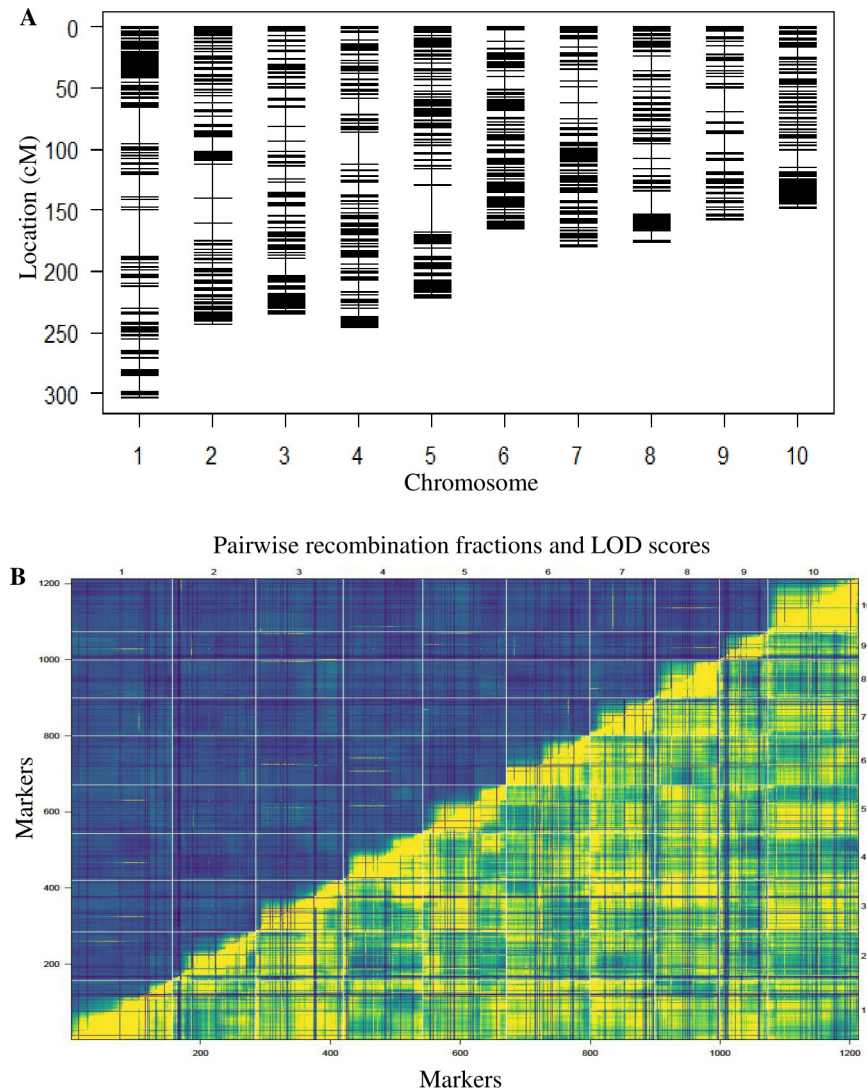 A
0
50
100
150
200
250
300
Location (cM)
1 2 3 4 5 6 7 8 9 10
Chromosome
Pairwise recombination fractions and LOD scores
B
1 2 3 4 5 6 7 8 9 10
1200
1000
800
600
400
200
Markers
10
9
8
7
6
5
4
3
2
1
200 400 600 800 1000 1200
Markers